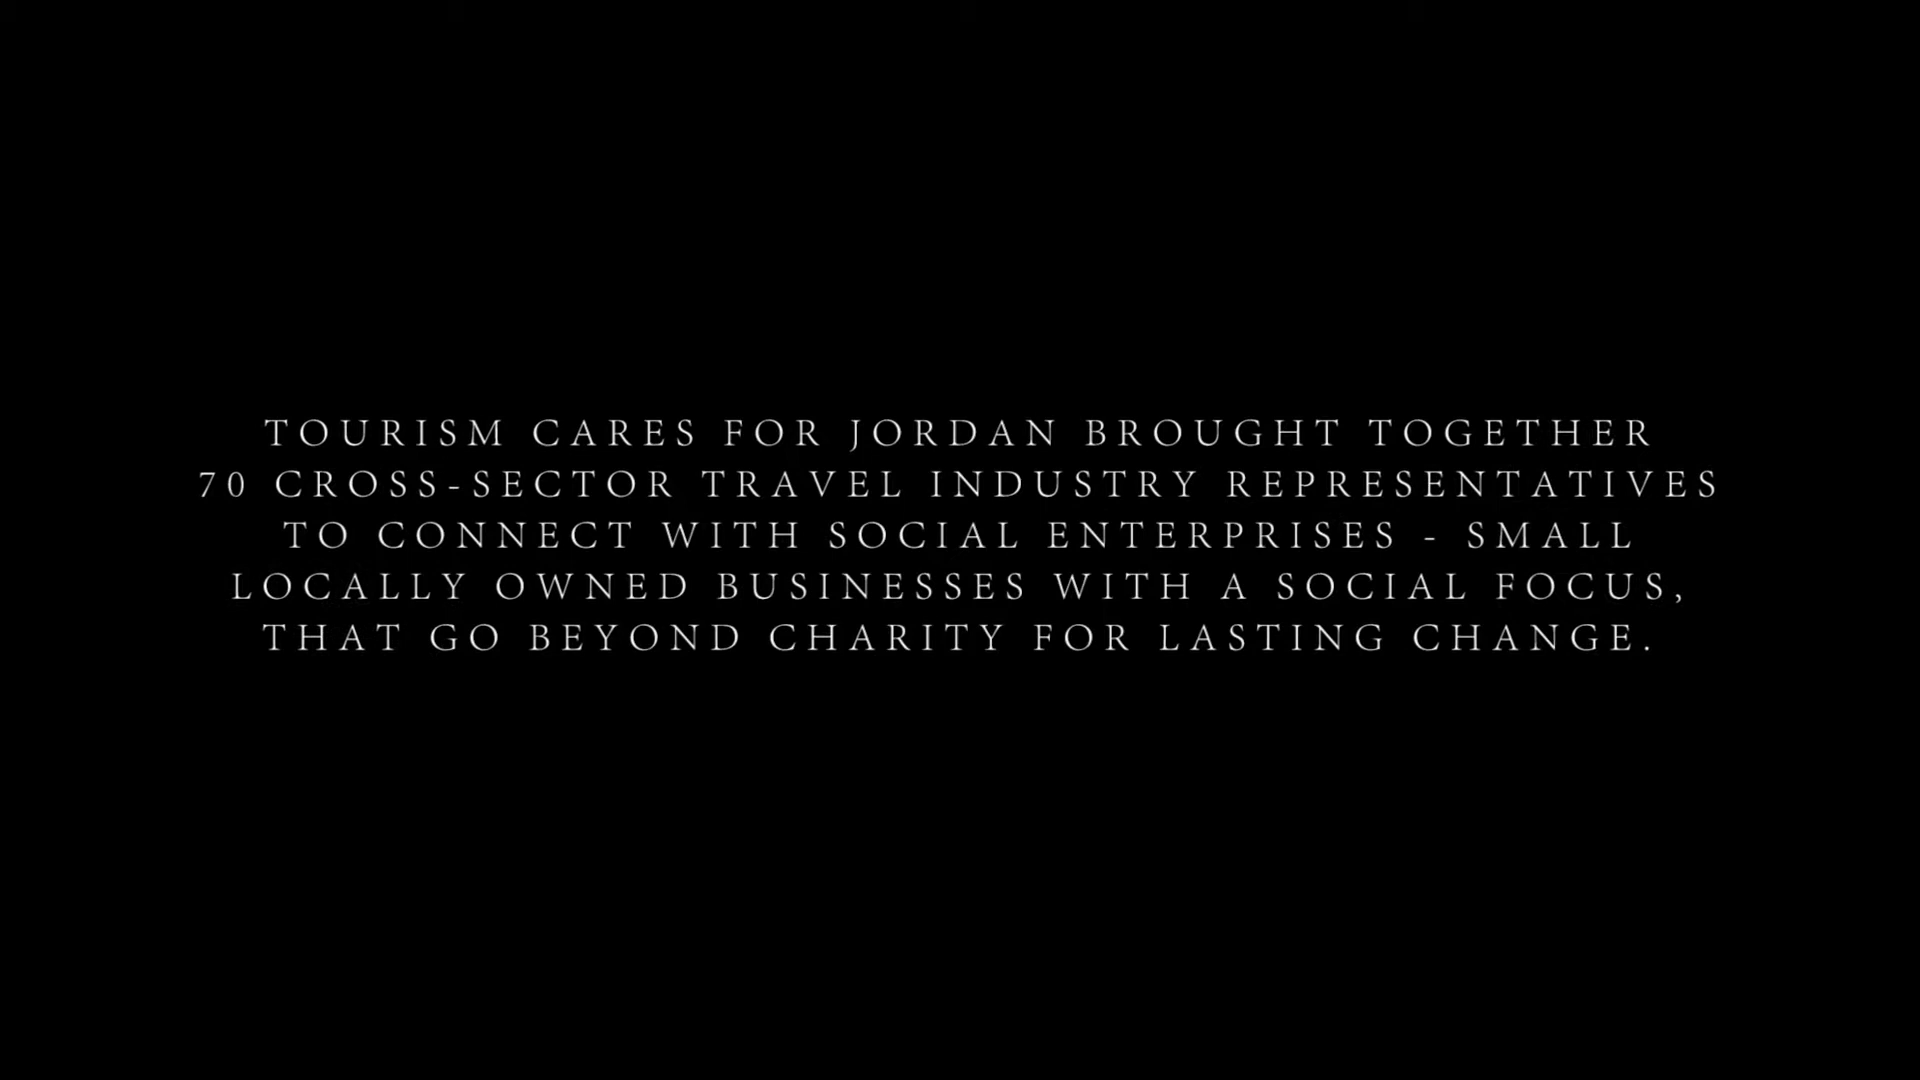 TOURISM CARES FOR JORDAN BROUGHT TOGETHER
70 CROSS-SECTOR TRAVEL INDUSTRY REPRESENTATIVES
TO CONNECT WITH SOCIAL ENTERPRISES - SMALL
LOCALLY OWNED BUSINESSES WITH A SOCIAL FOCUS,
THAT GO BEYOND CHARITY FOR LASTING CHANGE.